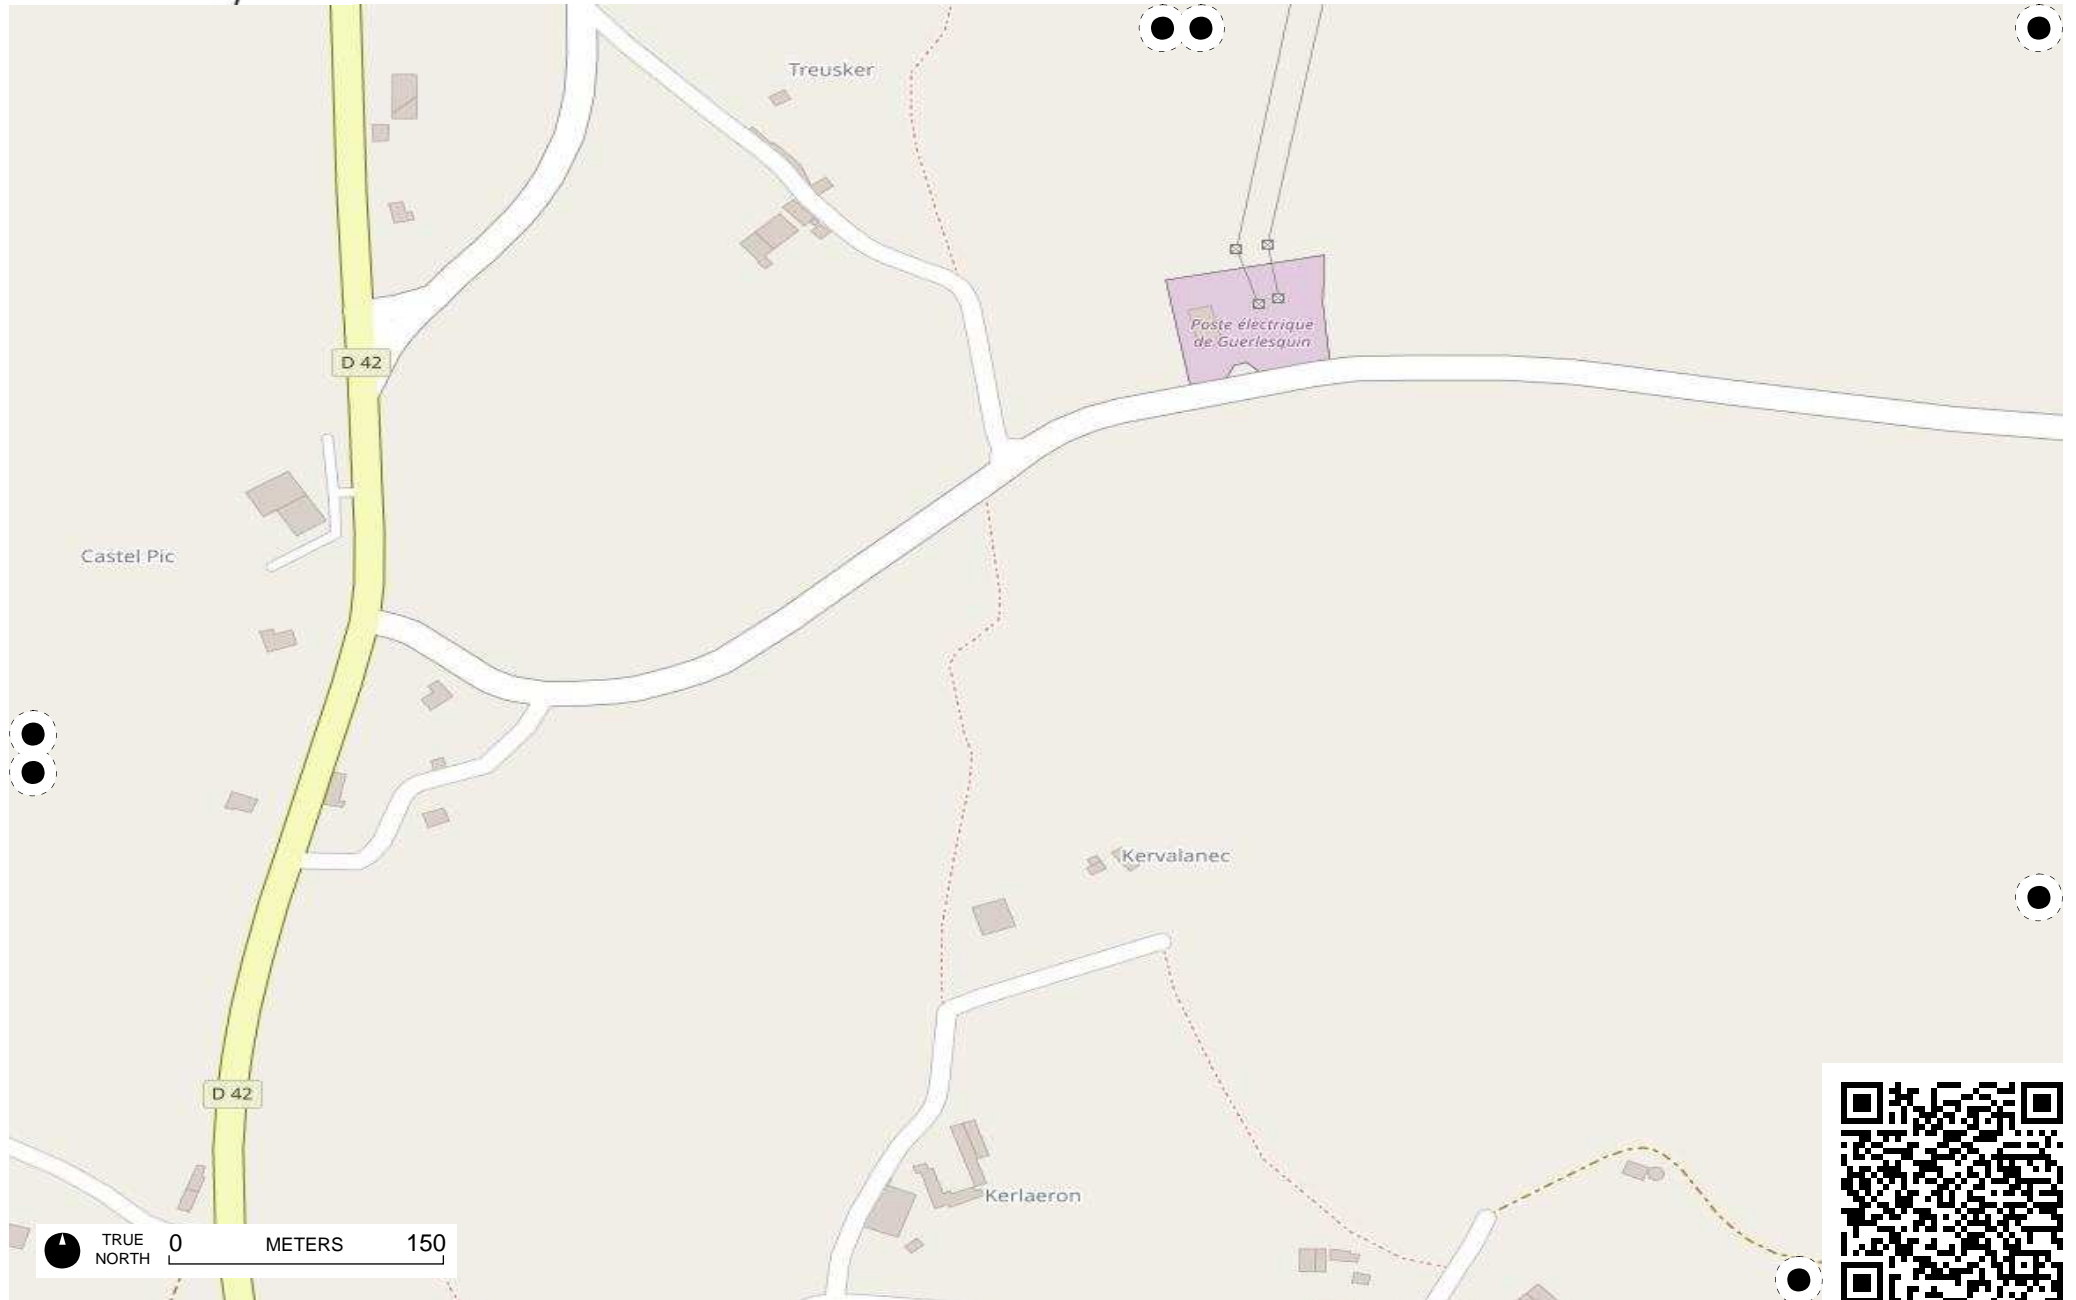 Treusker
Poste électrique
de Guerlesquin
D 42
Castel Pic
Kervalanec
D 42
Kerlaeron
TRUE
NORTH
0 METERS 150